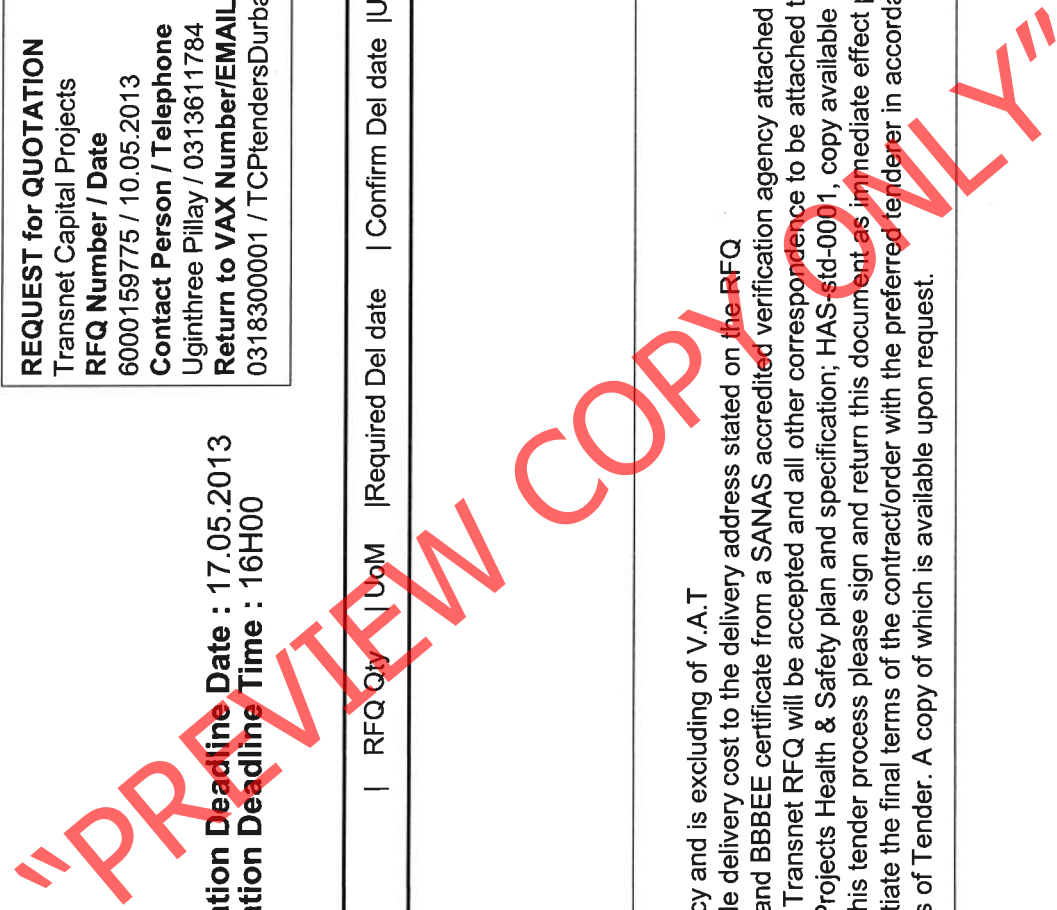 REQUEST for QUOTATION
Transnet Capital Projects
RFQ Number / Date
6000159775 / 10.05.2013
Contact Person / Telephone
Uginthree Pillay / 0313611784
Return to VAX Number/EMAIL
0318300001 / TCPtendersDurba
ation Deadline Date : 17.05.2013
ation Deadline Time : 16H00
| RFQ Qty | UoM |Required Del date | Confirm Del date |U
cy and is excluding of V.A.T
le delivery cost to the delivery address stated on the RFQ
and BBBEE certificate from a SANAS accredited verification agency attached
Transnet RFQ will be accepted and all other correspondence to be attached t
Projects Health & Safety plan and specification; HAS-std-0001, copy available
his tender process please sign and return this document as immediate effect p
tiate the final terms of the contract/order with the preferred tenderer in accorda
s of Tender. A copy of which is available upon request.
"PREVIEW COPY ONLY"